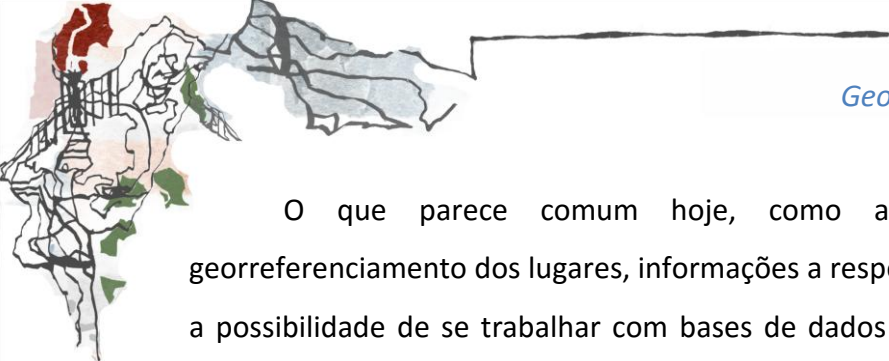 Geo
O que parece comum hoje, como a
georreferenciamento dos lugares, informações a respe
a possibilidade de se trabalhar com bases de dados